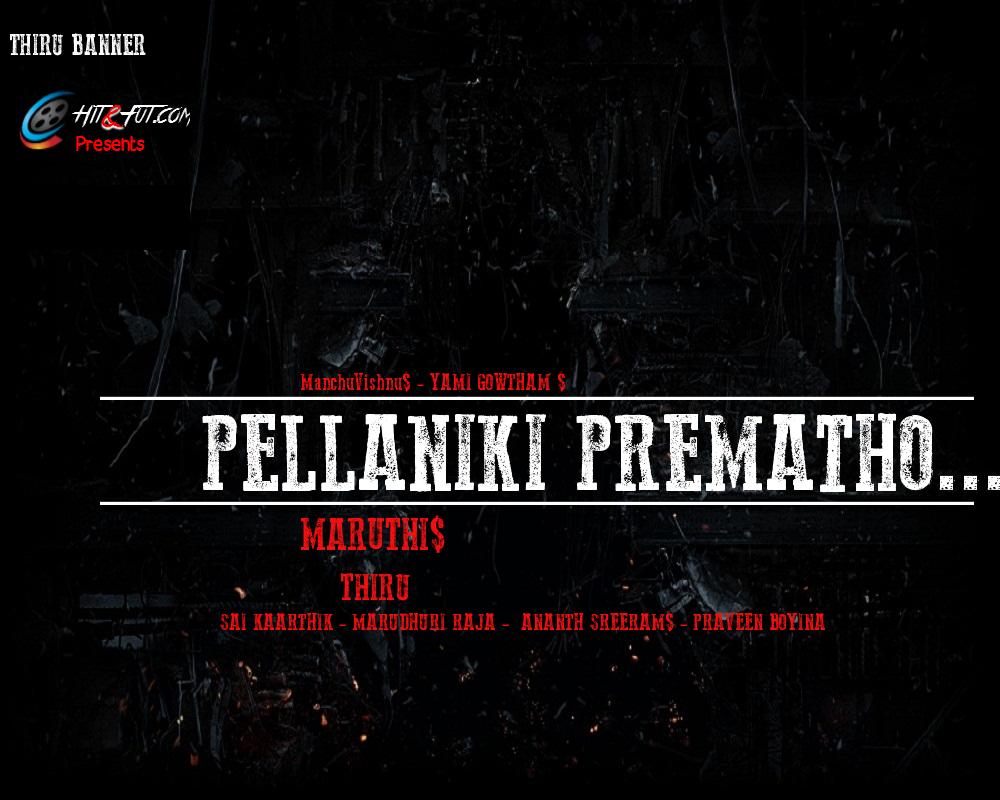 THIRU BANNER
HIT&FUT.COM
Presents
ManchuVishnu$ - YAMI GOWTHAM $
PELLANIKI PREMATHO...
MARUTHI$
THIRU
SAI KAARTHIK - MARUDHURI RAJA - ANANTH SREERAM$ - PRAVEEN BOYINA